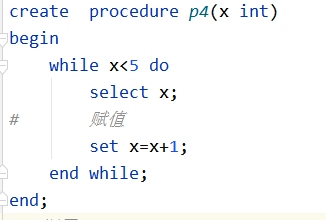 create  procedure p4(x int)
begin
    while x<5 do
        select x;
#       赋值
        set x=x+1;
    end while;
end;